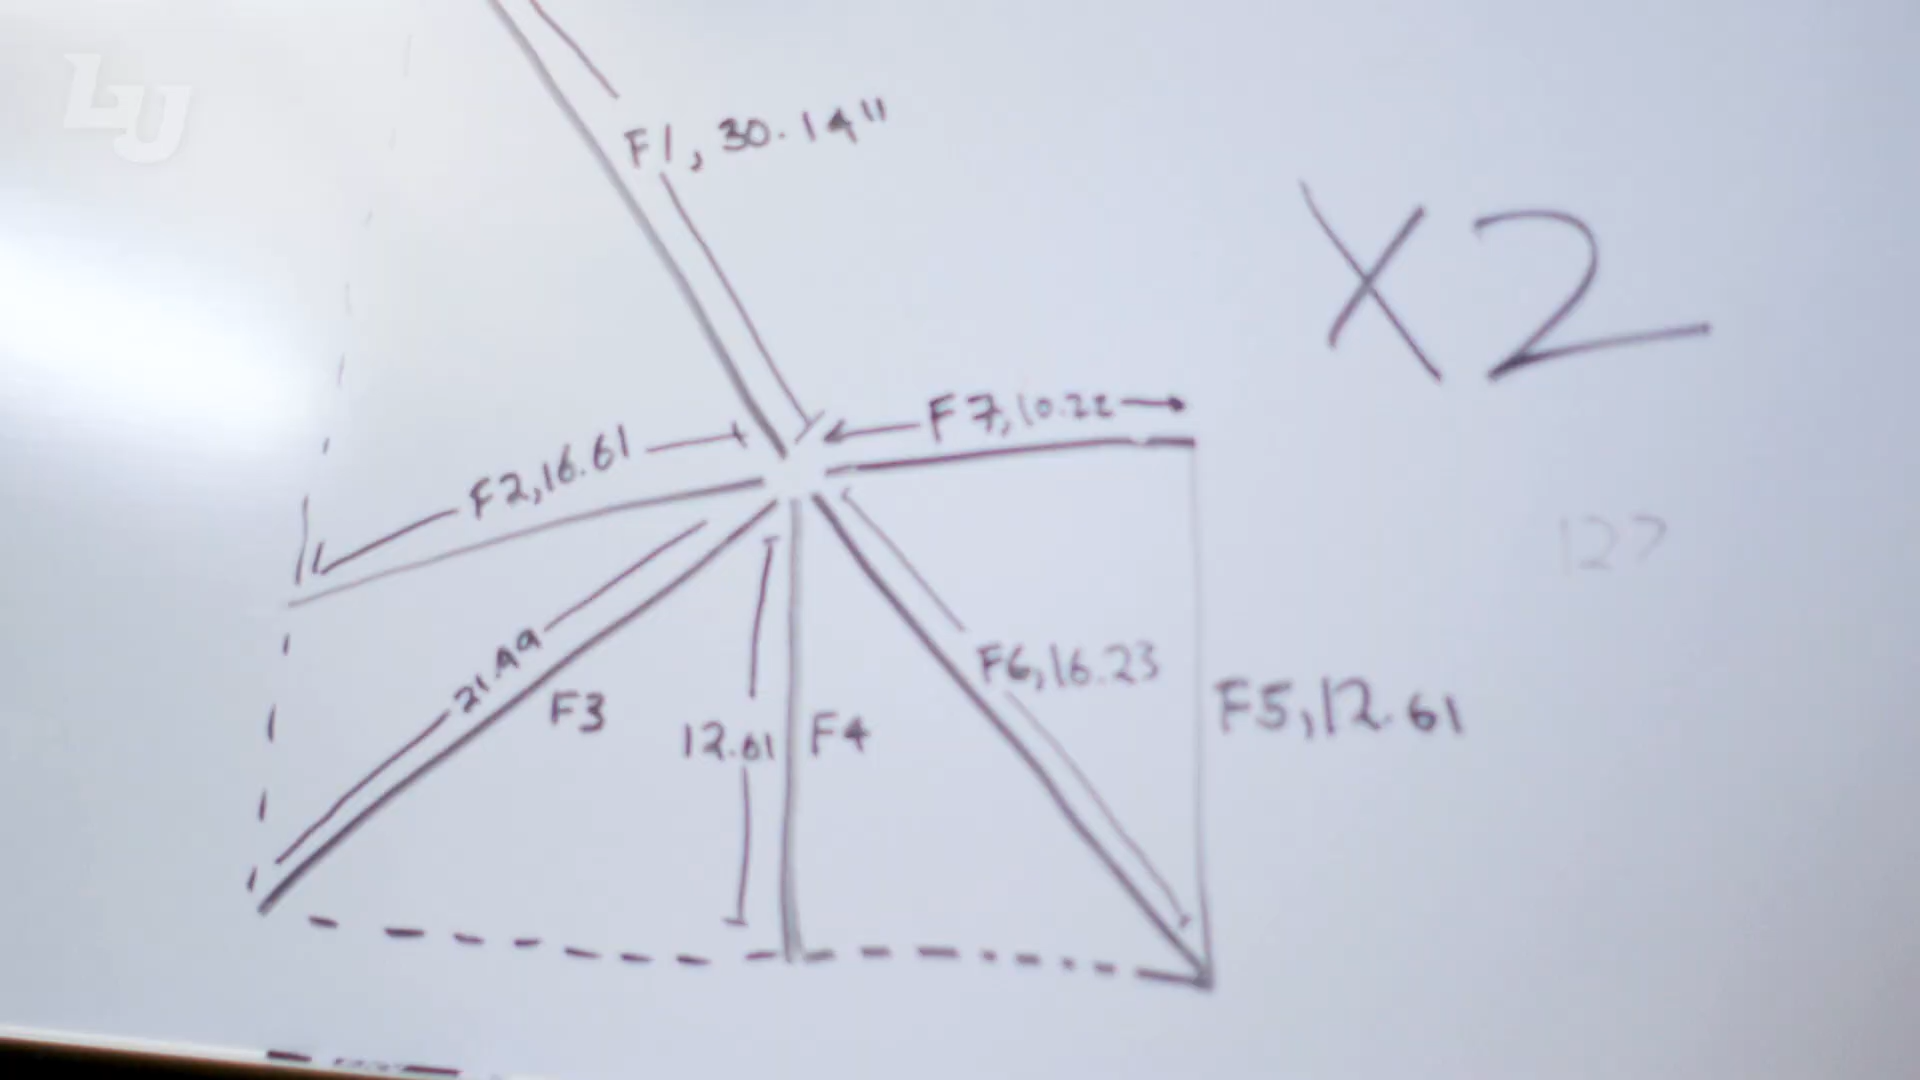 LU
F1, 30.14"
X2
F7,10.22
F2,16.61
127
21.49
F3
F6,16.23
12.61
F4
F5,12.61